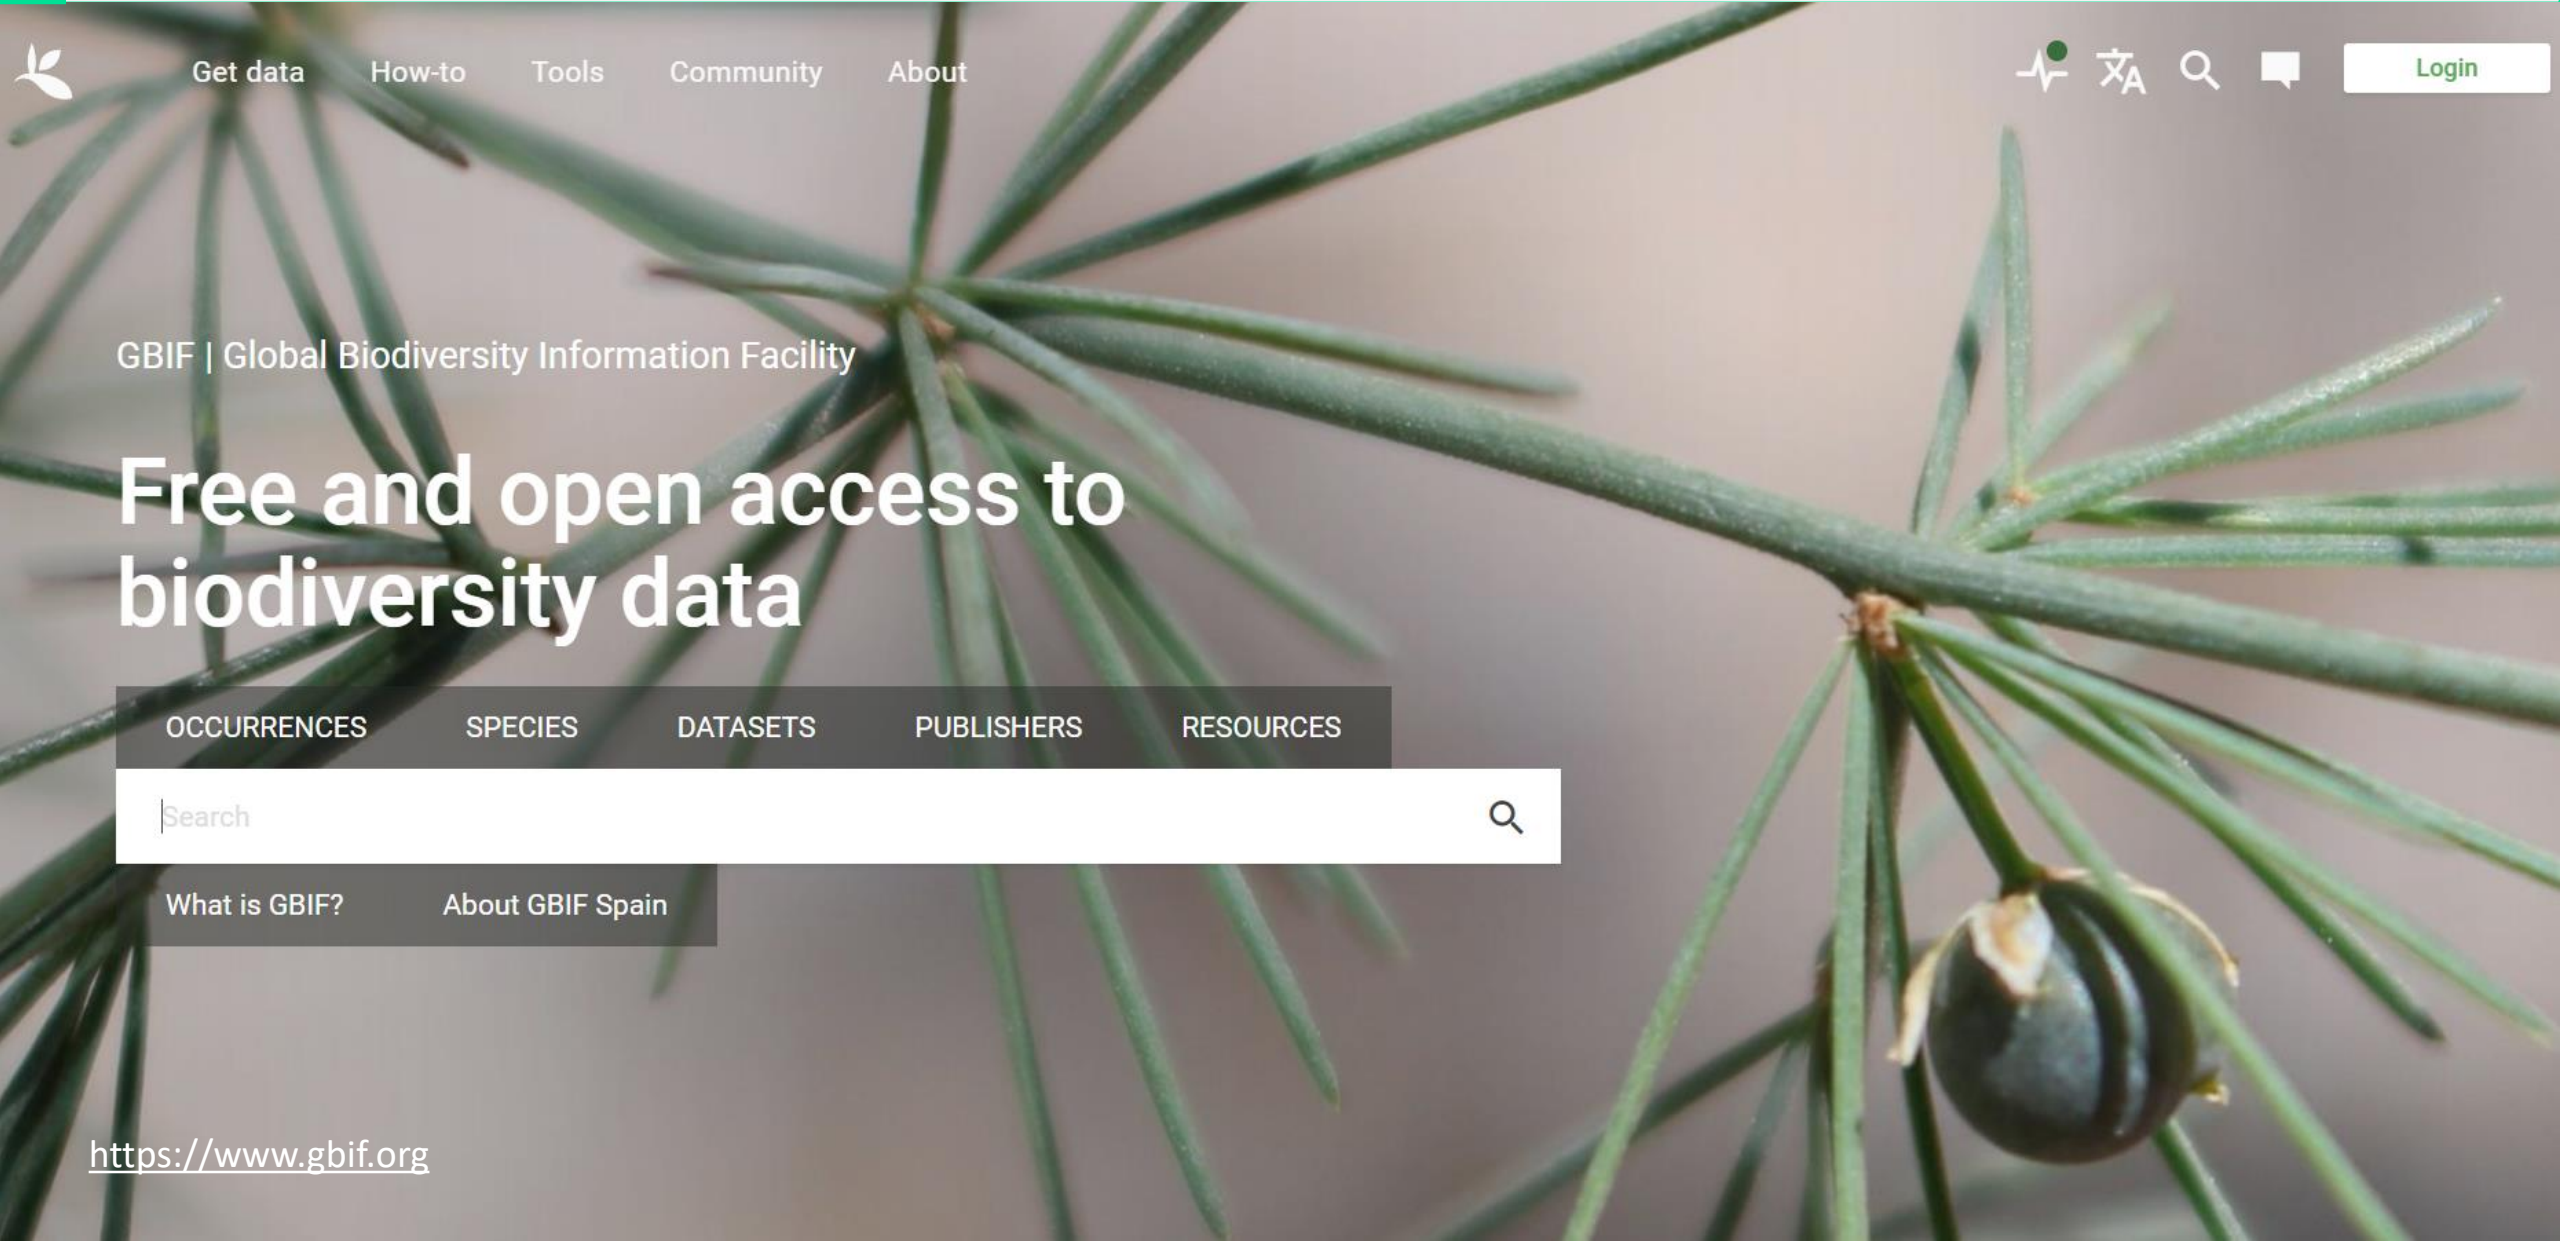 Get data How-to Tools Community About Login
GBIF | Global Biodiversity Information Facility
Free and open access to
biodiversity data
OCCURRENCES SPECIES DATASETS PUBLISHERS RESOURCES
Search
What is GBIF? About GBIF Spain
https://www.gbif.org